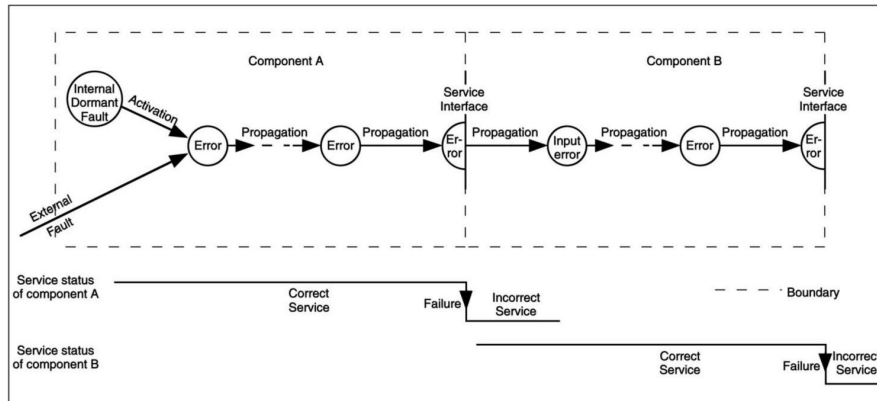 Component A
Component B
Internal
Dormant
Fault
Activation
Service
Interface
Service
Interface
Error
Propagation
Error
Propagation
Er-
ror
Propagation
Input
error
Propagation
Error
Propagation
Er-
ror
External
Fault
Service status
of component A
Correct
Service
Failure
Incorrect
Service
Boundary
Service status
of component B
Correct
Service
Failure
Incorrect
Service